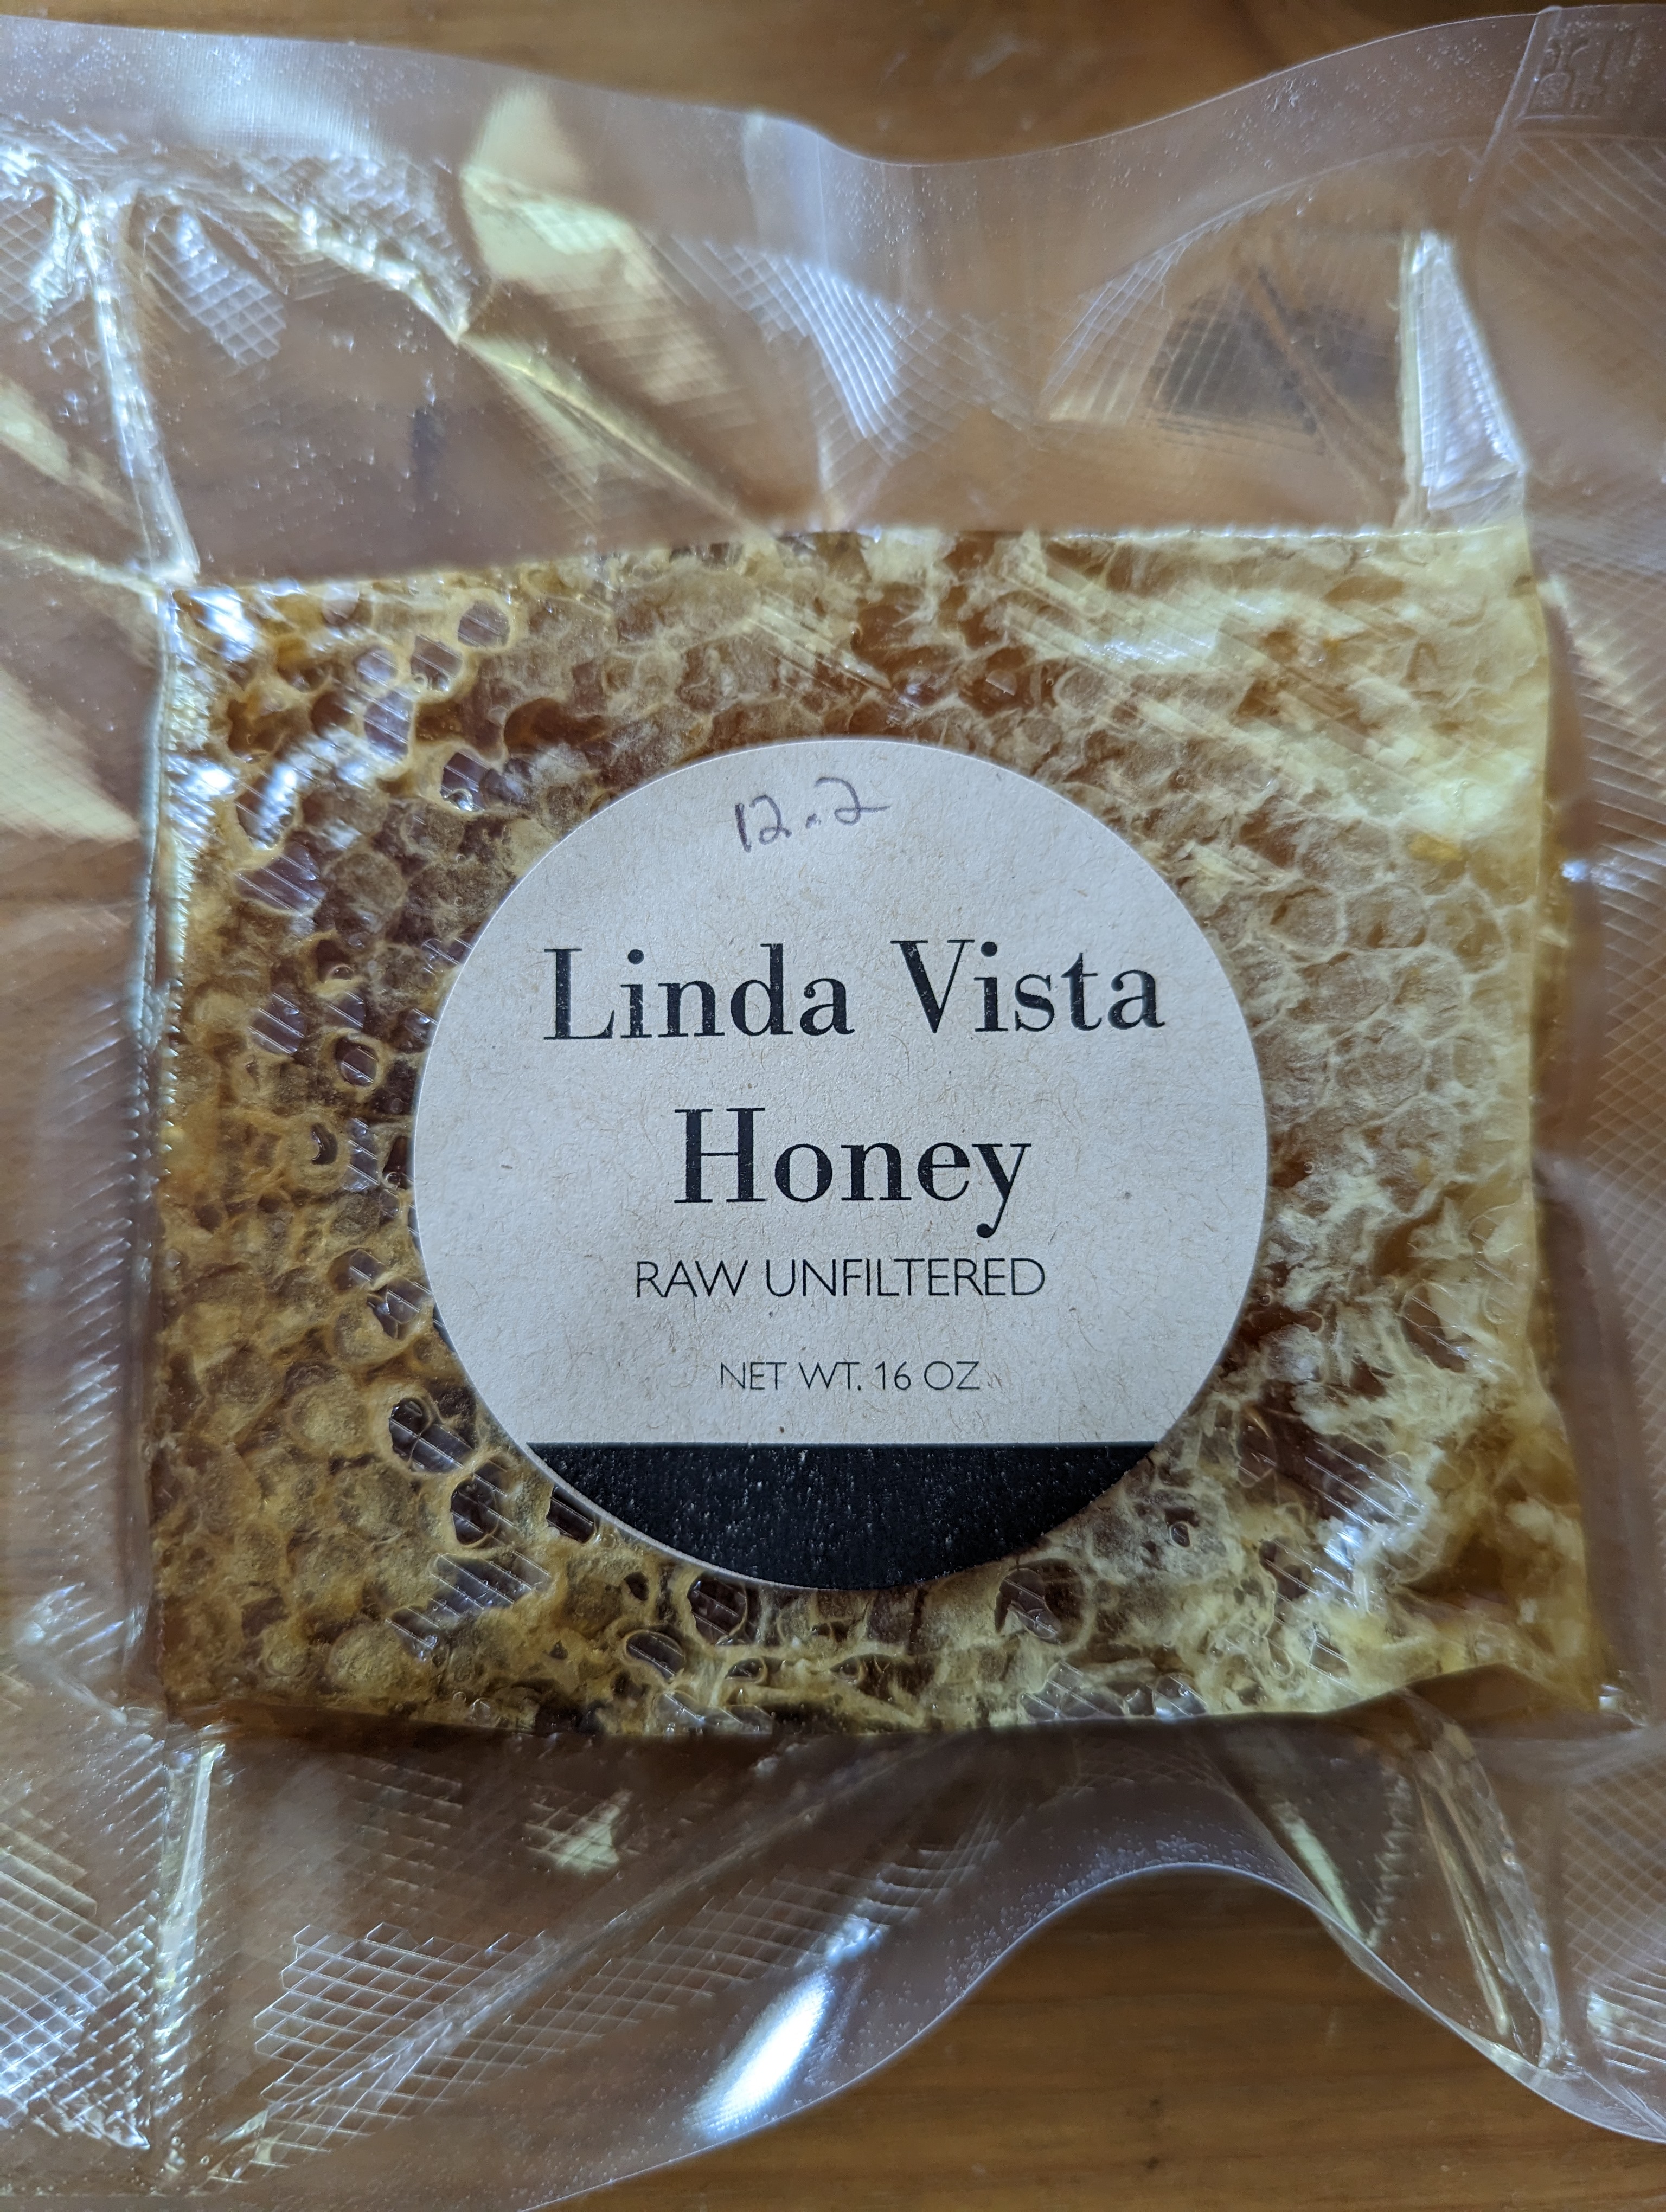 12.2
Linda Vista
Honey
RAW UNFILTERED
NET WT. 16 OZ